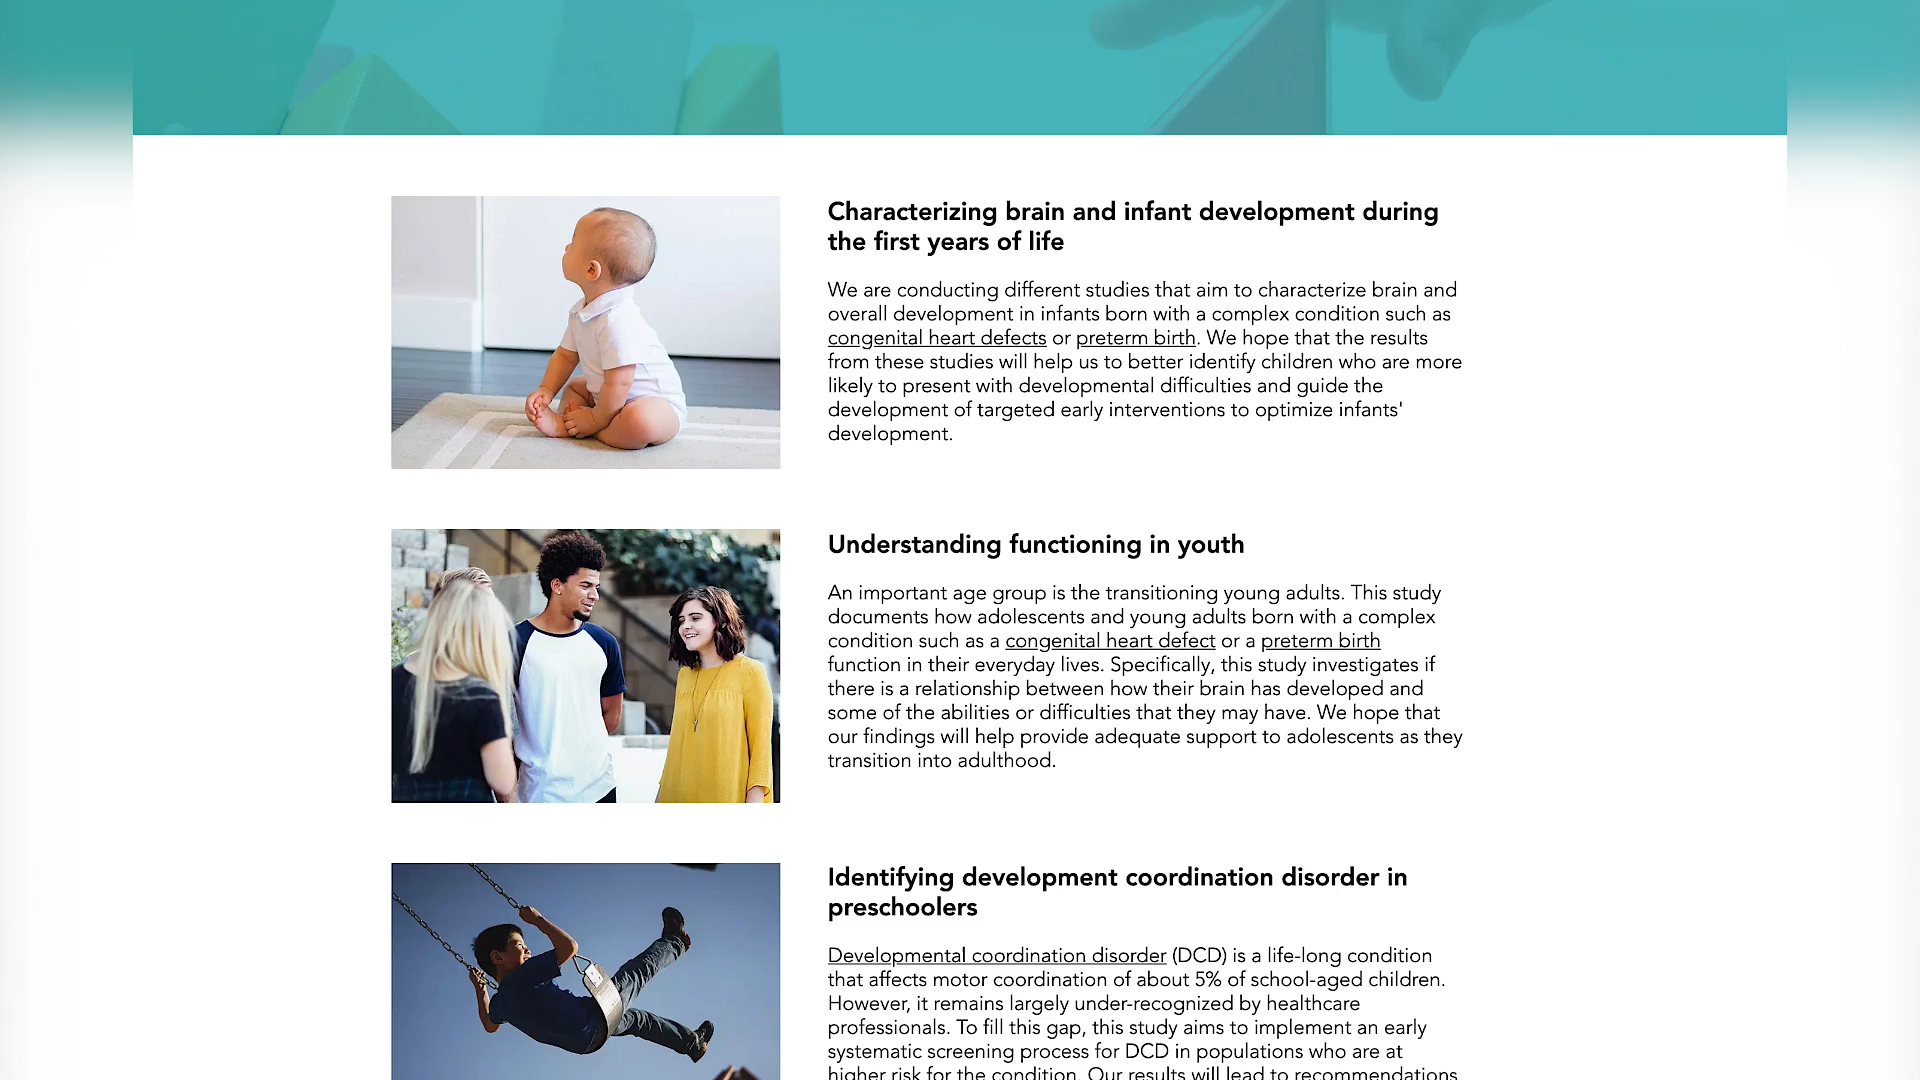 Characterizing brain and infant development during
the first years of life
We are conducting different studies that aim to characterize brain and
overall development in infants born with a complex condition such as
congenital heart defects or preterm birth. We hope that the results
from these studies will help us to better identify children who are more
likely to present with developmental difficulties and guide the
development of targeted early interventions to optimize infants'
development.
Understanding functioning in youth
An important age group is the transitioning young adults. This study
documents how adolescents and young adults born with a complex
condition such as a congenital heart defect or a preterm birth
function in their everyday lives. Specifically, this study investigates if
there is a relationship between how their brain has developed and
some of the abilities or difficulties that they may have. We hope that
our findings will help provide adequate support to adolescents as they
transition into adulthood.
Identifying development coordination disorder in
preschoolers
Developmental coordination disorder (DCD) is a life-long condition
that affects motor coordination of about 5% of school-aged children.
However, it remains largely under-recognized by healthcare
professionals. To fill this gap, this study aims to implement an early
systematic screening process for DCD in populations who are at
higher risk for the condition. Our results will lead to recommendations